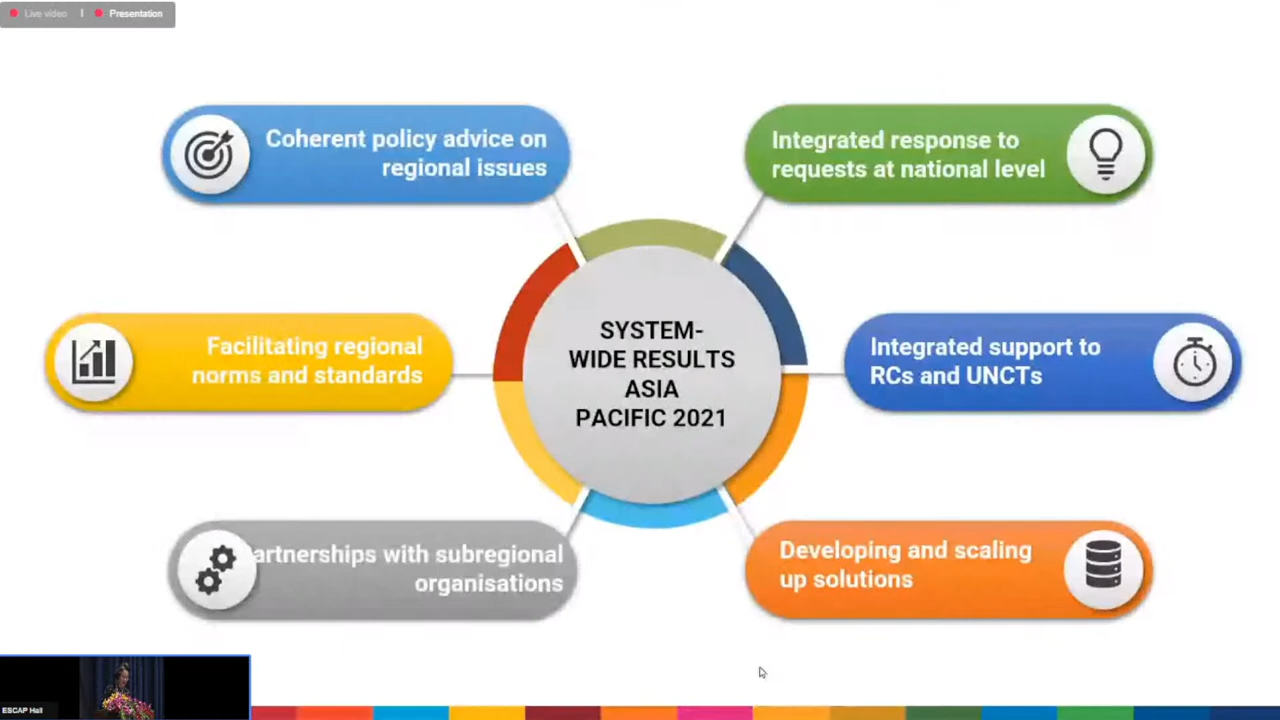 Live video
Presentation
Coherent policy advice on
regional issues
Integrated response to
requests at national level
Facilitating regional
norms and standards
SYSTEM-
WIDE RESULTS
ASIA
PACIFIC 2021
Integrated support to
RCs and UNCTs
artnerships with subregional
organisations
Developing and scaling
up solutions
ESCAP Hall